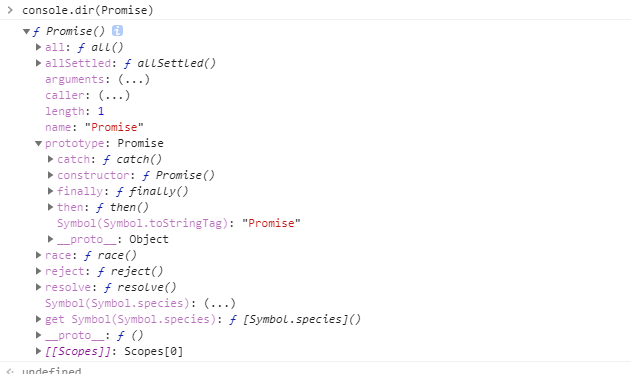 console.dir(Promise)
ƒ Promise()
all: ƒ all()
allSettled: ƒ allSettled()
arguments: (...)
caller: (...)
length: 1
name: "Promise"
prototype: Promise
catch: ƒ catch()
constructor: ƒ Promise()
finally: ƒ finally()
then: ƒ then()
Symbol(Symbol.toStringTag): "Promise"
__proto__: Object
race: ƒ race()
reject: ƒ reject()
resolve: ƒ resolve()
Symbol(Symbol.species): (...)
get Symbol(Symbol.species): ƒ [Symbol.species]()
__proto__: ƒ ()
[[Scopes]]: Scopes[0]
undefined